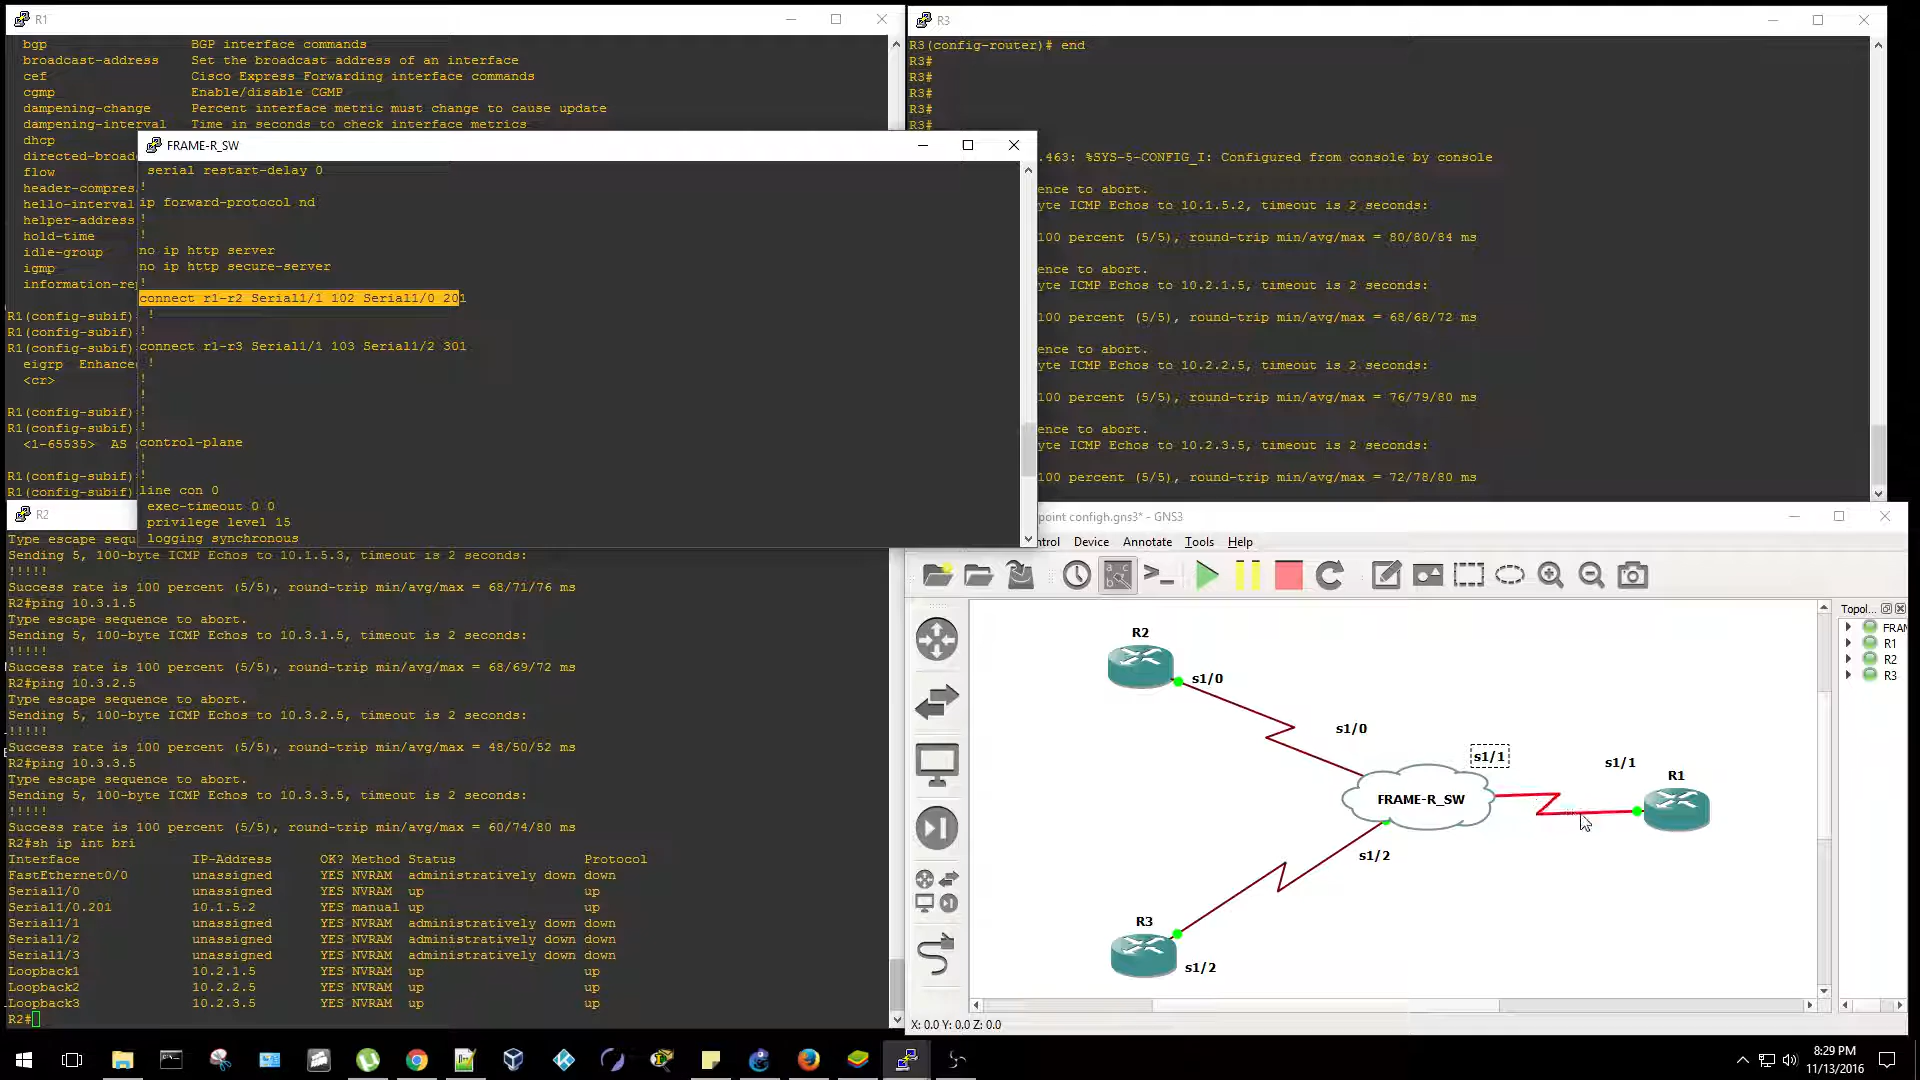 R1
bgp BGP interface commands
broadcast-address Set the broadcast address of an interface
cef Cisco Express Forwarding interface commands
cgmp Enable/disable CGMP
dampening-change Percent interface metric must change to cause update
dampening-interval Time in seconds to check interface metrics
dhcp
directed-broad
flow
header-compres
hello-interval
helper-address
hold-time
idle-group
igmp
information-rep
R1(config-subif)
R1(config-subif)
R1(config-subif)
eigrp Enhance
<cr>
R1(config-subif)
R1(config-subif)
<1-65535> AS
R1(config-subif)
R1(config-subif)
FRAME-R_SW
serial restart-delay 0
!
ip forward-protocol nd
!
!
no ip http server
no ip http secure-server
!
connect r1-r2 Serial1/1 102 Serial1/0 201
!
!
connect r1-r3 Serial1/1 103 Serial1/2 301
!
!
!
!
!
control-plane
!
!
line con 0
exec-timeout 0 0
privilege level 15
logging synchronous
R3
R3(config-router)# end
R3#
R3#
R3#
R3#
R3#
.463: %SYS-5-CONFIG_I: Configured from console by console
ence to abort.
yte ICMP Echos to 10.1.5.2, timeout is 2 seconds:
100 percent (5/5), round-trip min/avg/max = 80/80/84 ms
ence to abort.
yte ICMP Echos to 10.2.1.5, timeout is 2 seconds:
100 percent (5/5), round-trip min/avg/max = 68/68/72 ms
ence to abort.
yte ICMP Echos to 10.2.2.5, timeout is 2 seconds:
100 percent (5/5), round-trip min/avg/max = 76/79/80 ms
ence to abort.
yte ICMP Echos to 10.2.3.5, timeout is 2 seconds:
100 percent (5/5), round-trip min/avg/max = 72/78/80 ms
R2
Type escape sequ
Sending 5, 100-byte ICMP Echos to 10.1.5.3, timeout is 2 seconds:
!!!!!
Success rate is 100 percent (5/5), round-trip min/avg/max = 68/71/76 ms
R2#ping 10.3.1.5
Type escape sequence to abort.
Sending 5, 100-byte ICMP Echos to 10.3.1.5, timeout is 2 seconds:
!!!!!
Success rate is 100 percent (5/5), round-trip min/avg/max = 68/69/72 ms
R2#ping 10.3.2.5
Type escape sequence to abort.
Sending 5, 100-byte ICMP Echos to 10.3.2.5, timeout is 2 seconds:
!!!!!
Success rate is 100 percent (5/5), round-trip min/avg/max = 48/50/52 ms
R2#ping 10.3.3.5
Type escape sequence to abort.
Sending 5, 100-byte ICMP Echos to 10.3.3.5, timeout is 2 seconds:
!!!!!
Success rate is 100 percent (5/5), round-trip min/avg/max = 60/74/80 ms
R2#sh ip int bri
Interface IP-Address OK? Method Status Protocol
FastEthernet0/0 unassigned YES NVRAM administratively down down
Serial1/0 unassigned YES NVRAM up up
Serial1/0.201 10.1.5.2 YES manual up up
Serial1/1 unassigned YES NVRAM administratively down down
Serial1/2 unassigned YES NVRAM administratively down down
Serial1/3 unassigned YES NVRAM administratively down down
Loopback1 10.2.1.5 YES NVRAM up up
Loopback2 10.2.2.5 YES NVRAM up up
Loopback3 10.2.3.5 YES NVRAM up up
R2#
point configh.gns3* - GNS3
ntrol Device Annotate Tools Help
R2
s1/0
s1/0
s1/1
s1/1
R1
FRAME-R_SW
s1/2
R3
s1/2
Topol...
FRAM
R1
R2
R3
X: 0.0 Y: 0.0 Z: 0.0
8:29 PM
11/13/2016